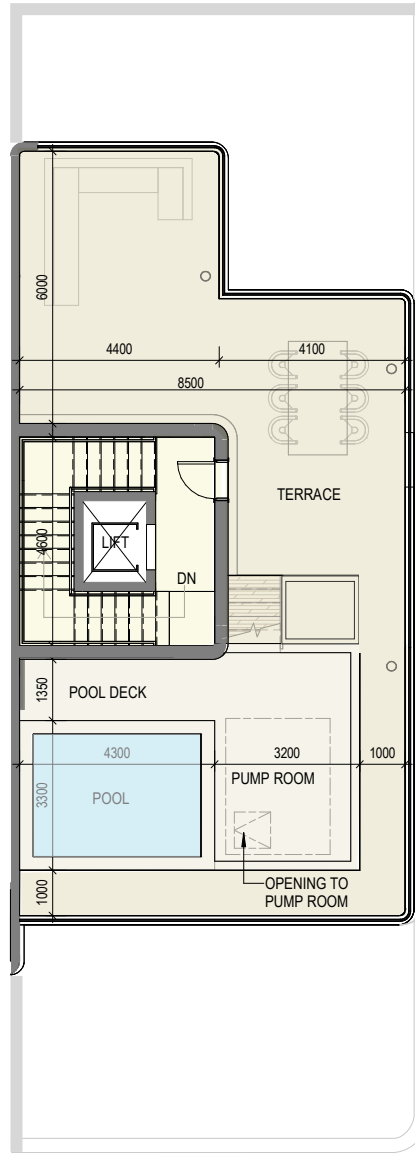 6000
4400
4100
8500
TERRACE
4600
LIFT
DN
1350
POOL DECK
4300
3200
1000
PUMP ROOM
3300
POOL
OPENING TO
PUMP ROOM
1000